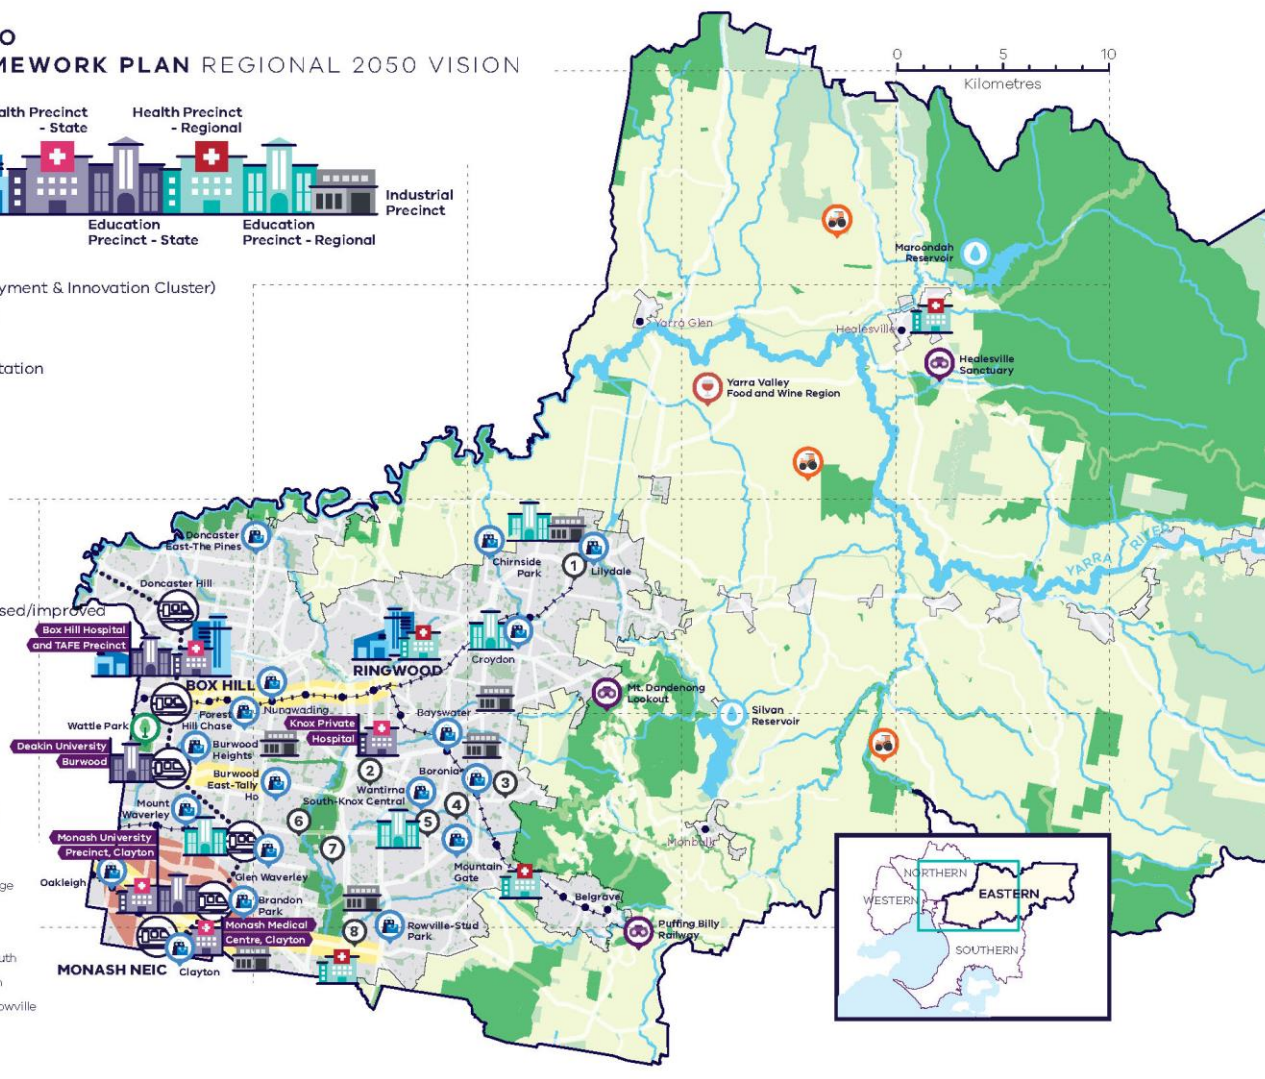 O
MEWORK PLAN REGIONAL 2050 VISION
alth Precinct
- State
Health Precinct
- Regional
Industrial
Precinct
Education
Precinct - State
Education
Precinct - Regional
yment & Innovation Cluster)
tation
sed/improved
ge
uth
n
owville
0
5
10
Kilometres
Maroondah
Reservoir
Yarra Glen
Healesville
Healesville
Sanctuary
Yarra Valley
Food and Wine Region
YARRA RIVER
Doncaster
East-The Pines
Chirnside
Park
1
Lilydale
Doncaster Hill
Box Hill Hospital
and TAFE Precinct
RINGWOOD
Croydon
BOX HILL
Nunawading
Mt. Dandenong
Lookout
Silvan
Reservoir
Wattle Park
Forest
Hill Chase
Knox Private
Hospital
Bayswater
Deakin University
Burwood
Burwood
Heights
2
Boronia
3
Burwood
East-Tally
Ho
Wantirna
South-Knox Central
4
Mount
Waverley
6
5
7
Monash University
Precinct, Clayton
Monbulk
Oakleigh
Glen Waverley
Mountain
Gate
Brandon
Park
Belgrave
Monash Medical
Centre, Clayton
8
Rowville-Stud
Park
Puffing Billy
Railway
MONASH NEIC
Clayton
NORTHERN
WESTERN
EASTERN
SOUTHERN